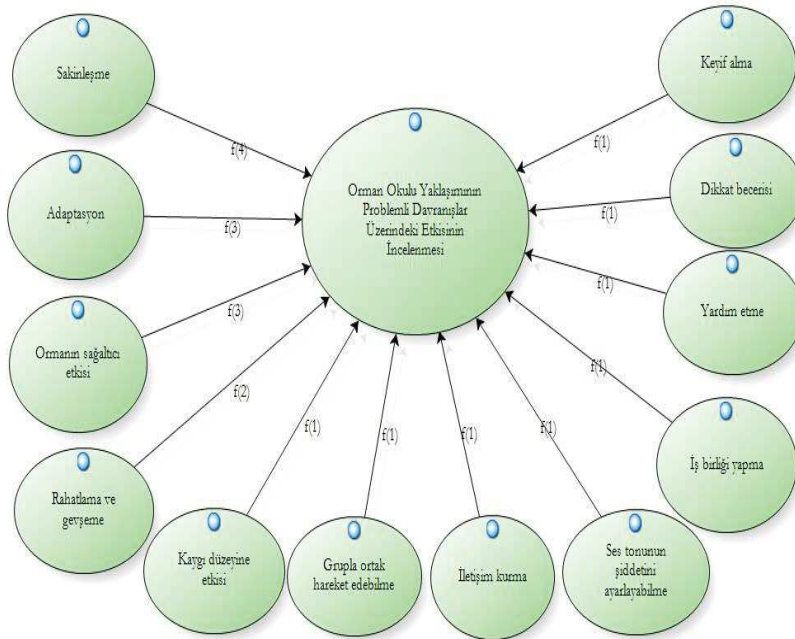 Sakinleşme
f(4)
Adaptasyon
f(3)
Ormanın sağaltıcı
etkisi
f(3)
Rahatlama ve
gevşeme
f(2)
Kaygı düzeyine
etkisi
f(1)
Grupla ortak
hareket edebilme
f(1)
İletişim kurma
f(1)
Ses tonunun
şiddetini
ayarlayabilme
f(1)
İş birliği yapma
f(1)
Yardım etme
f(1)
Dikkat becerisi
f(1)
Keyif alma
f(1)
Orman Okulu Yaklaşımının
Problemli Davranışlar
Üzerindeki Etkisinin
İncelenmesi